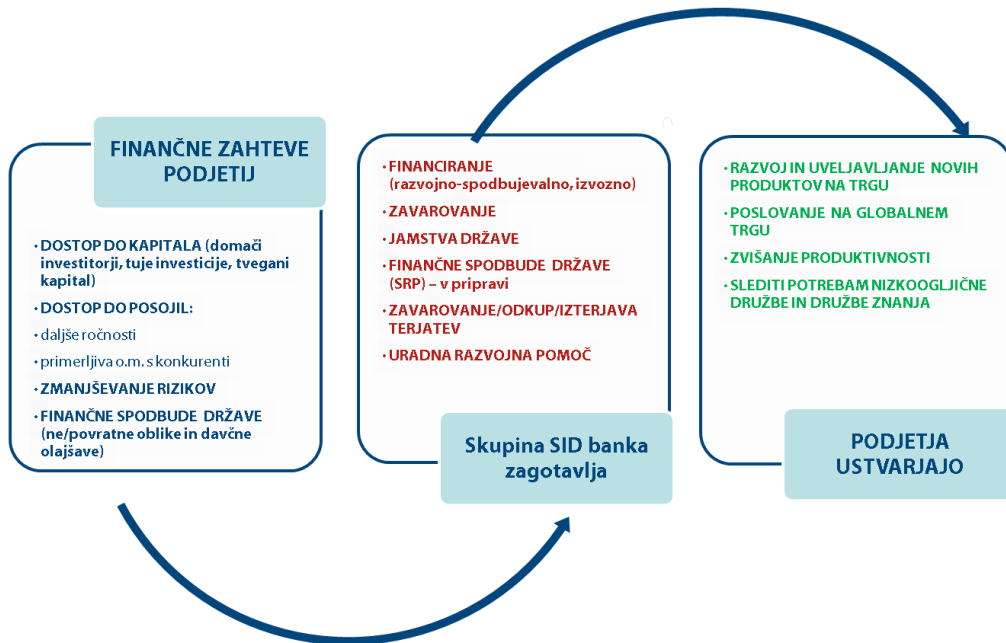 FINANČNE ZAHTEVE
PODJETIJ
· DOSTOP DO KAPITALA (domači
investitorji, tuje investicije, tvegani
kapital)
· DOSTOP DO POSOJIL:
· daljše ročnosti
· primerljiva o.m. s konkurenti
· ZMANJŠEVANJE RIZIKOV
· FINANČNE SPODBUDE DRŽAVE
(ne/povratne oblike in davčne
olajšave)
· FINANCIRANJE
(razvojno-spodbujevalno, izvozno)
· ZAVAROVANJE
· JAMSTVA DRŽAVE
· FINANČNE SPODBUDE DRŽAVE
(SRP) – v pripravi
· ZAVAROVANJE/ODKUP/IZTERJAVA
TERJATEV
· URADNA RAZVOJNA POMOČ
Skupina SID banka
zagotavlja
· RAZVOJ IN UVELJAVLJANJE NOVIH
PRODUKTOV NA TRGU
· POSLOVANJE NA GLOBALNEM
TRGU
· ZVIŠANJE PRODUKTIVNOSTI
· SLEDITI POTREBAM NIZKOOGLJIČNE
DRUŽBE IN DRUŽBE ZNANJA
PODJETJA
USTVARJAJO